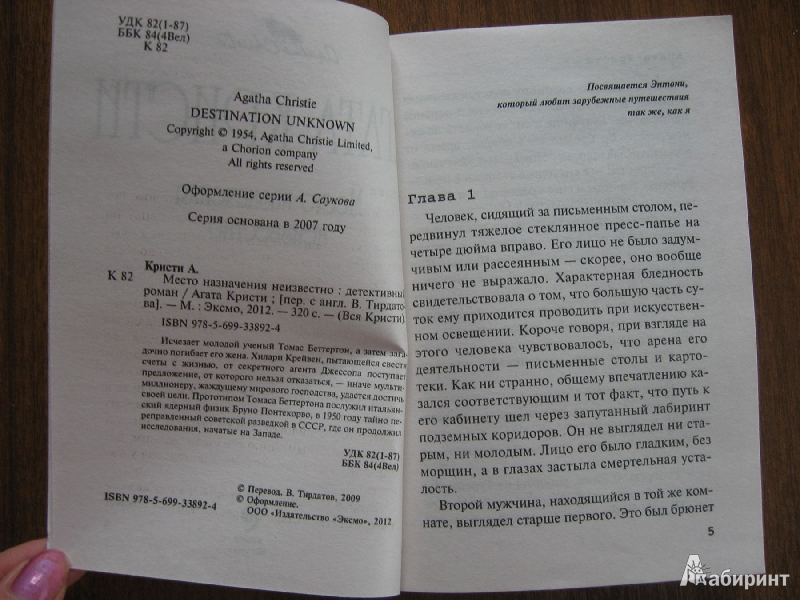 УДК 82(1-87)
ББК 84(4Вел)
К 82
Agatha Christie
DESTINATION UNKNOWN
Copyright © 1954, Agatha Christie Limited,
a Chorion company
All rights reserved
Оформление серии А. Саукова
Серия основана в 2007 году
Кристи А.
К 82 Место назначения неизвестно : детективный
роман / Агата Кристи ; [пер. с англ. В. Тирдато-
ва]. — М. : Эксмо, 2012. — 320 с. — (Вся Кристи)
ISBN 978-5-699-33892-4
Исчезает молодой ученый Томас Беттертон, а затем зага-
дочно погибает его жена. Хилари Крейвен, пытающейся свести
счеты с жизнью, от секретного агента Джессопа поступает
предложение, от которого нельзя отказаться, — иначе мульти-
миллионеру, жаждущему мирового господства, удастся достичь
своей цели. Прототипом Томаса Беттертона послужил итальян-
ский ядерный физик Бруно Понтекорво, в 1950 году тайно пе-
реправленный советской разведкой в СССР, где он продолжил
исследования, начатые на Западе.
УДК 82(1-87)
ББК 84(4Вел)
© Перевод. В. Тирдатов, 2009
© Оформление.
ООО «Издательство «Эксмо», 2012
ISBN 978-5-699-33892-4
Посвящается Энтони,
который любит зарубежные путешествия
так же, как я
Глава 1
Человек, сидящий за письменным столом, пе-
редвинул тяжелое стеклянное пресс-папье на
четыре дюйма вправо. Его лицо не было задум-
чивым или рассеянным — скорее, оно вообще
ничего не выражало. Характерная бледность
свидетельствовала о том, что большую часть су-
ток ему приходится проводить при искусствен-
ном освещении. Короче говоря, при взгляде на
этого человека чувствовалось, что арена его
деятельности — письменные столы и карто-
теки. Как ни странно, общему впечатлению ка-
зался соответствующим и тот факт, что путь к
его кабинету шел через запутанный лабиринт
подземных коридоров. Он не выглядел ни ста-
рым, ни молодым. Лицо его было гладким, без
морщин, а в глазах застыла смертельная уста-
лость.
Второй мужчина, находящийся в той же ком-
нате, выглядел старше первого. Это был брюнет
5
Лабиринт